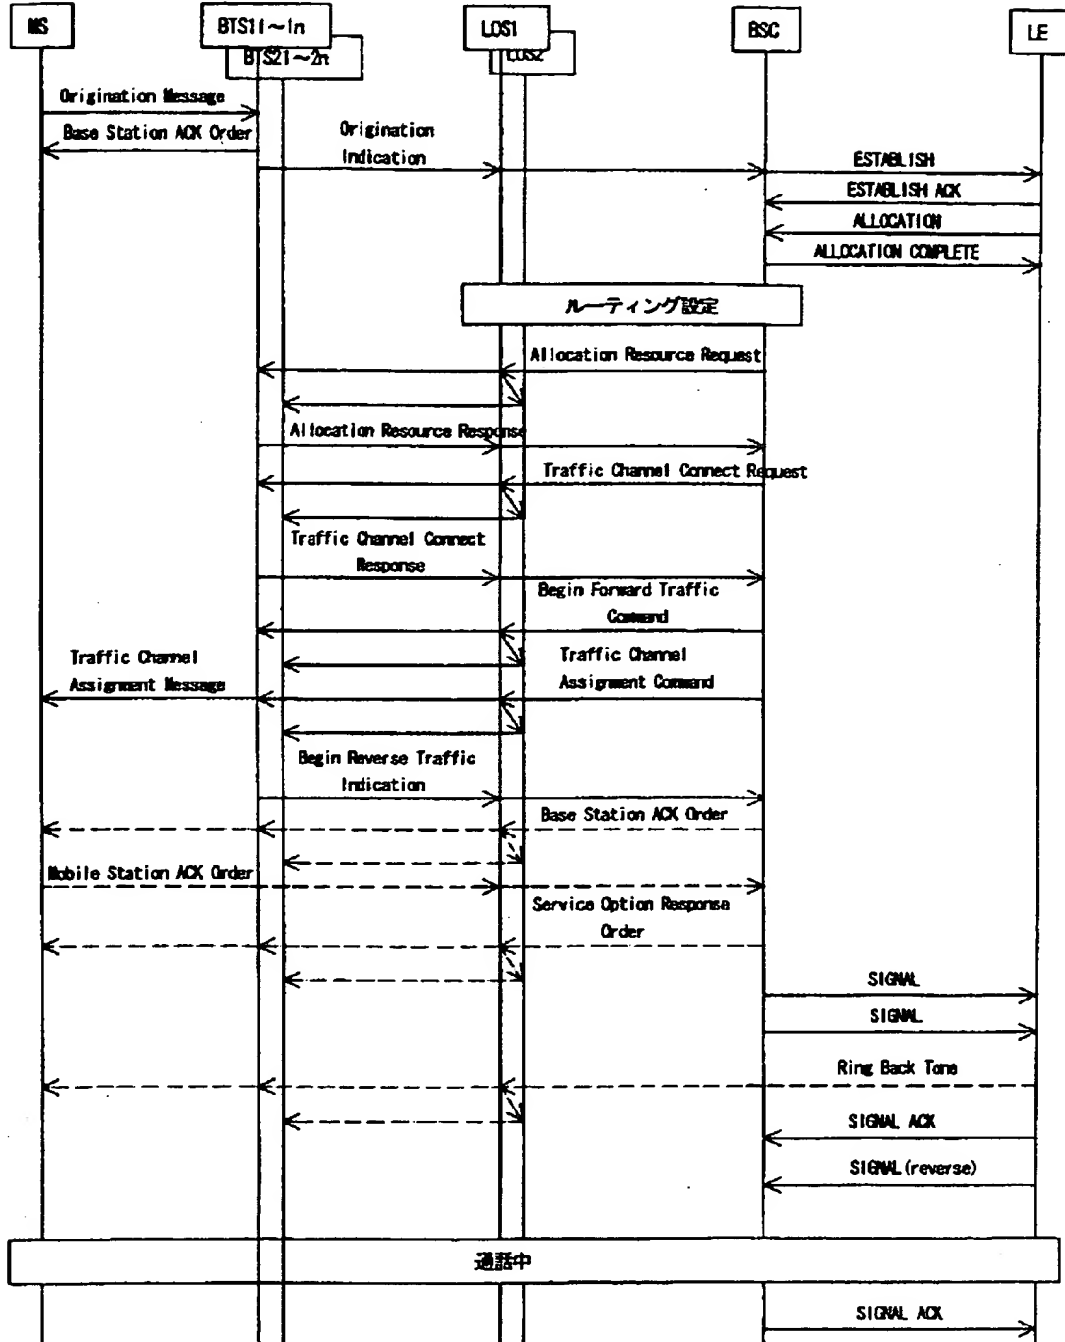 MS
BTS11～1n
LOS1
BSC
LE
BTS21～2n
LOS2
Origination Message
Base Station ACK Order
Origination
Indication
ESTABLISH
ESTABLISH ACK
ALLOCATION
ALLOCATION COMPLETE
ルーティング設定
Allocation Resource Request
Allocation Resource Response
Traffic Channel Connect Request
Traffic Channel Connect
Response
Begin Forward Traffic
Command
Traffic Channel
Assignment Message
Traffic Channel
Assignment Command
Begin Reverse Traffic
Indication
Base Station ACK Order
Mobile Station ACK Order
Service Option Response
Order
SIGNAL
SIGNAL
Ring Back Tone
SIGNAL ACK
SIGNAL(reverse)
通話中
SIGNAL ACK